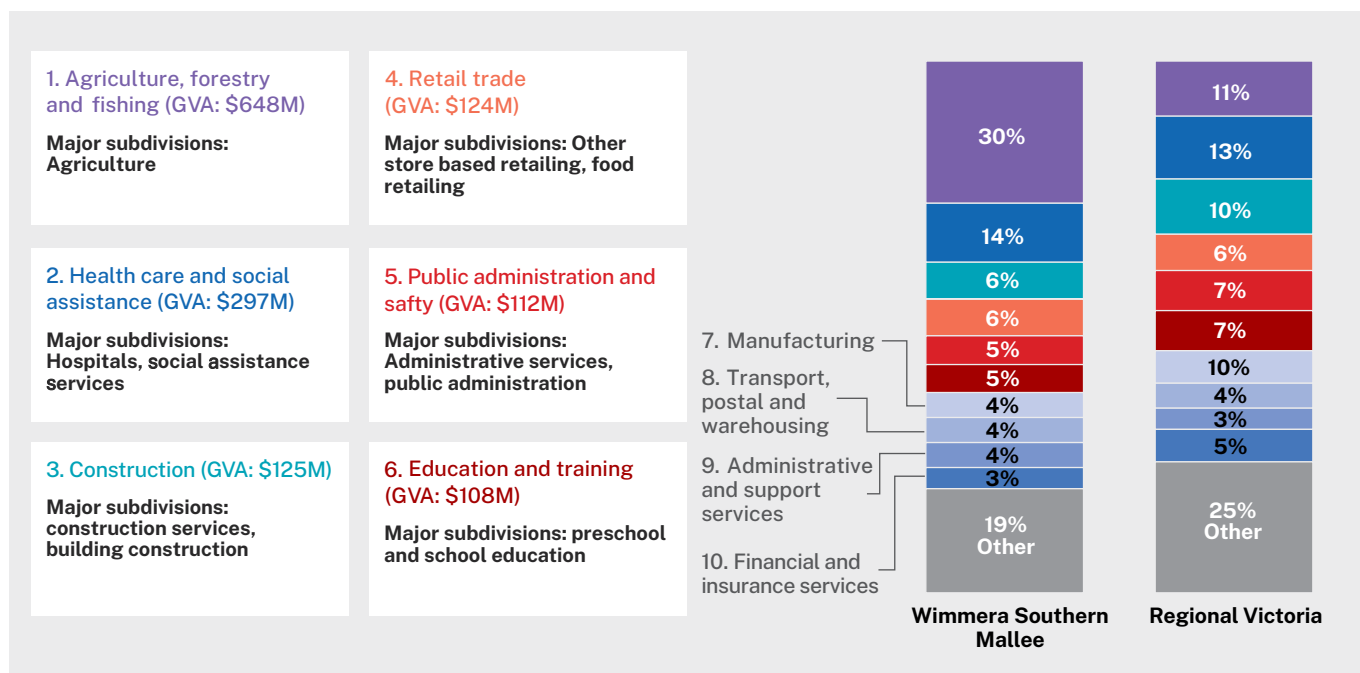 1. Agriculture, forestry
and fishing (GVA: $648M)
Major subdivisions:
Agriculture
2. Health care and social
assistance (GVA: $297M)
Major subdivisions:
Hospitals, social assistance
services
3. Construction (GVA: $125M)
Major subdivisions:
construction services,
building construction
4. Retail trade
(GVA: $124M)
Major subdivisions: Other
store based retailing, food
retailing
5. Public administration and
safty (GVA: $112M)
Major subdivisions:
Administrative services,
public administration
6. Education and training
(GVA: $108M)
Major subdivisions: preschool
and school education
7. Manufacturing
8. Transport,
postal and
warehousing
9. Administrative
and support
services
10. Financial and
insurance services
30%
14%
6%
6%
5%
5%
4%
4%
4%
3%
19%
Other
Wimmera Southern
Mallee
11%
13%
10%
6%
7%
7%
10%
4%
3%
5%
25%
Other
Regional Victoria